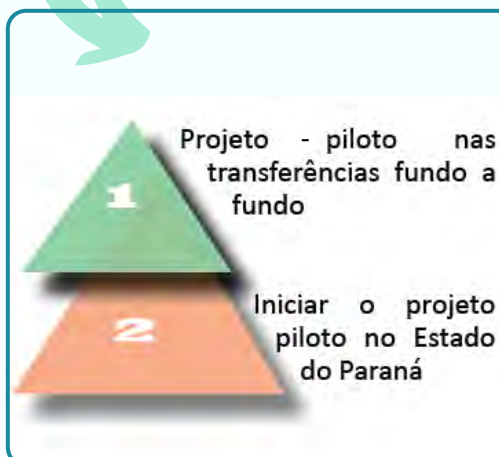 1
Projeto - piloto nas
transferências fundo a
fundo
2
Iniciar o projeto
piloto no Estado
do Paraná